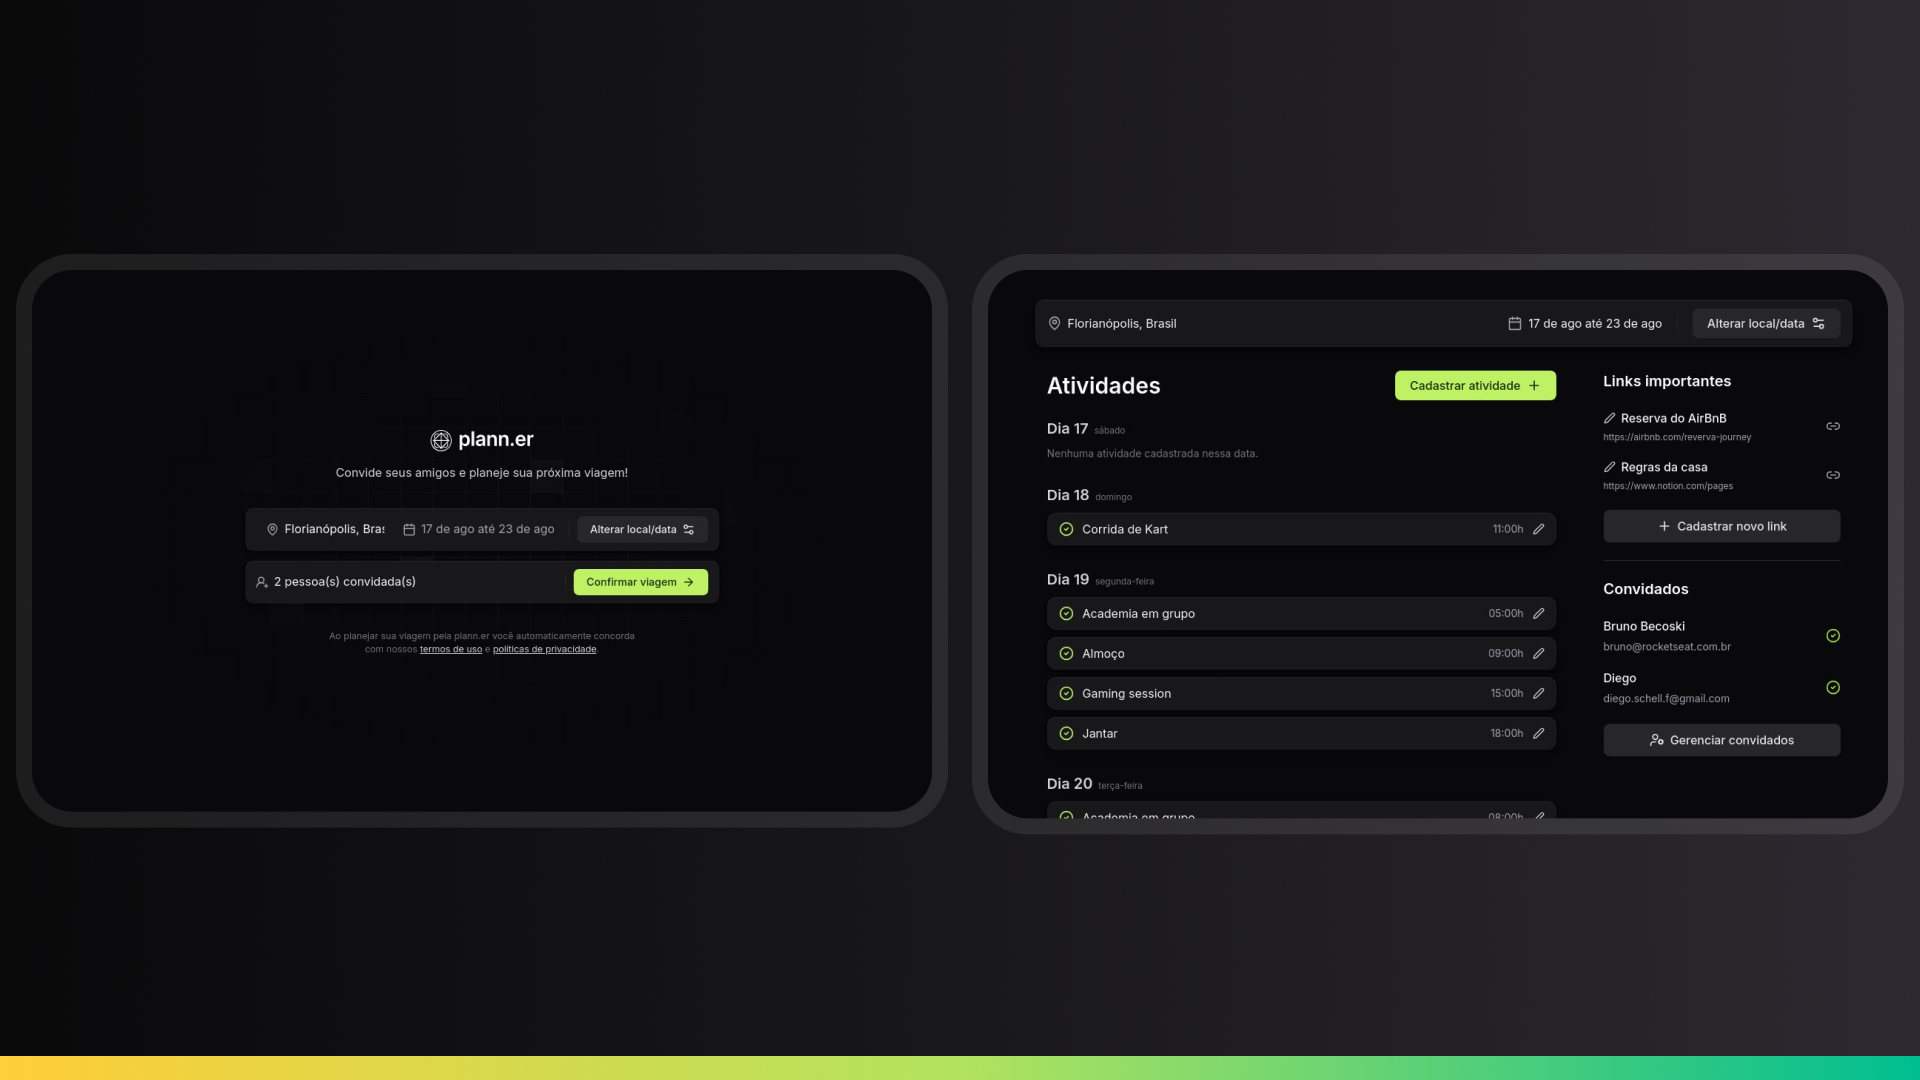 plann.er
Convide seus amigos e planeje sua próxima viagem!
Florianópolis, Bras
17 de ago até 23 de ago
Alterar local/data
2 pessoa(s) convidada(s)
Confirmar viagem
Ao planejar sua viagem pela plann.er você automaticamente concorda
com nossos termos de uso e políticas de privacidade.
Florianópolis, Brasil
17 de ago até 23 de ago
Alterar local/data
Atividades
Cadastrar atividade
Dia 17 sábado
Nenhuma atividade cadastrada nessa data.
Dia 18 domingo
Corrida de Kart 11:00h
Dia 19 segunda-feira
Academia em grupo 05:00h
Almoço 09:00h
Gaming session 15:00h
Jantar 18:00h
Dia 20 terça-feira
Academia em grupo 08:00h
Links importantes
Reserva do AirBnB
https://airbnb.com/reverva-journey
Regras da casa
https://www.notion.com/pages
Cadastrar novo link
Convidados
Bruno Becoski
bruno@rocketseat.com.br
Diego
diego.schell.f@gmail.com
Gerenciar convidados